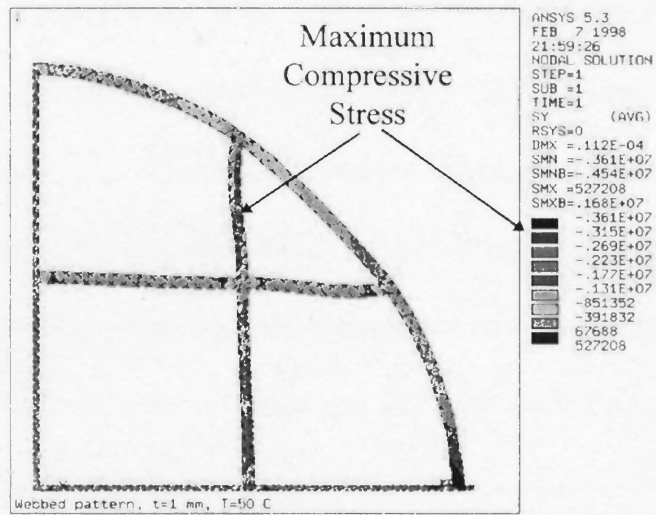 Maximum
Compressive
Stress
ANSYS 5.3
FEB 7 1998
21:59:26
NODAL SOLUTION
STEP=1
SUB =1
TIME=1
SY (AVG)
RSYS=0
DMX =.112E-04
SMN =-.361E+07
SMNB=-.454E+07
SMX =527208
SMXB=.168E+07
-.361E+07
-.315E+07
-.269E+07
-.223E+07
-.177E+07
-.131E+07
-851352
-391832
67688
527208
Webbed pattern, t=1 mm, T=50 C